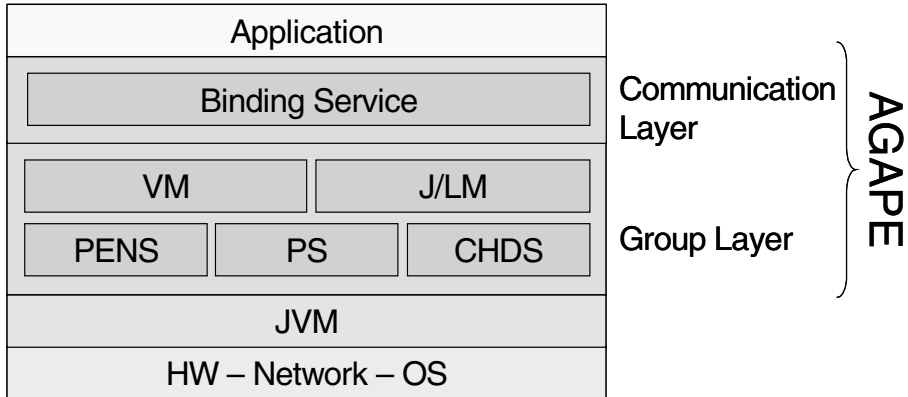 Application
Binding Service
Communication
Layer
VM
J/LM
PENS
PS
CHDS
Group Layer
AGAPE
JVM
HW – Network – OS